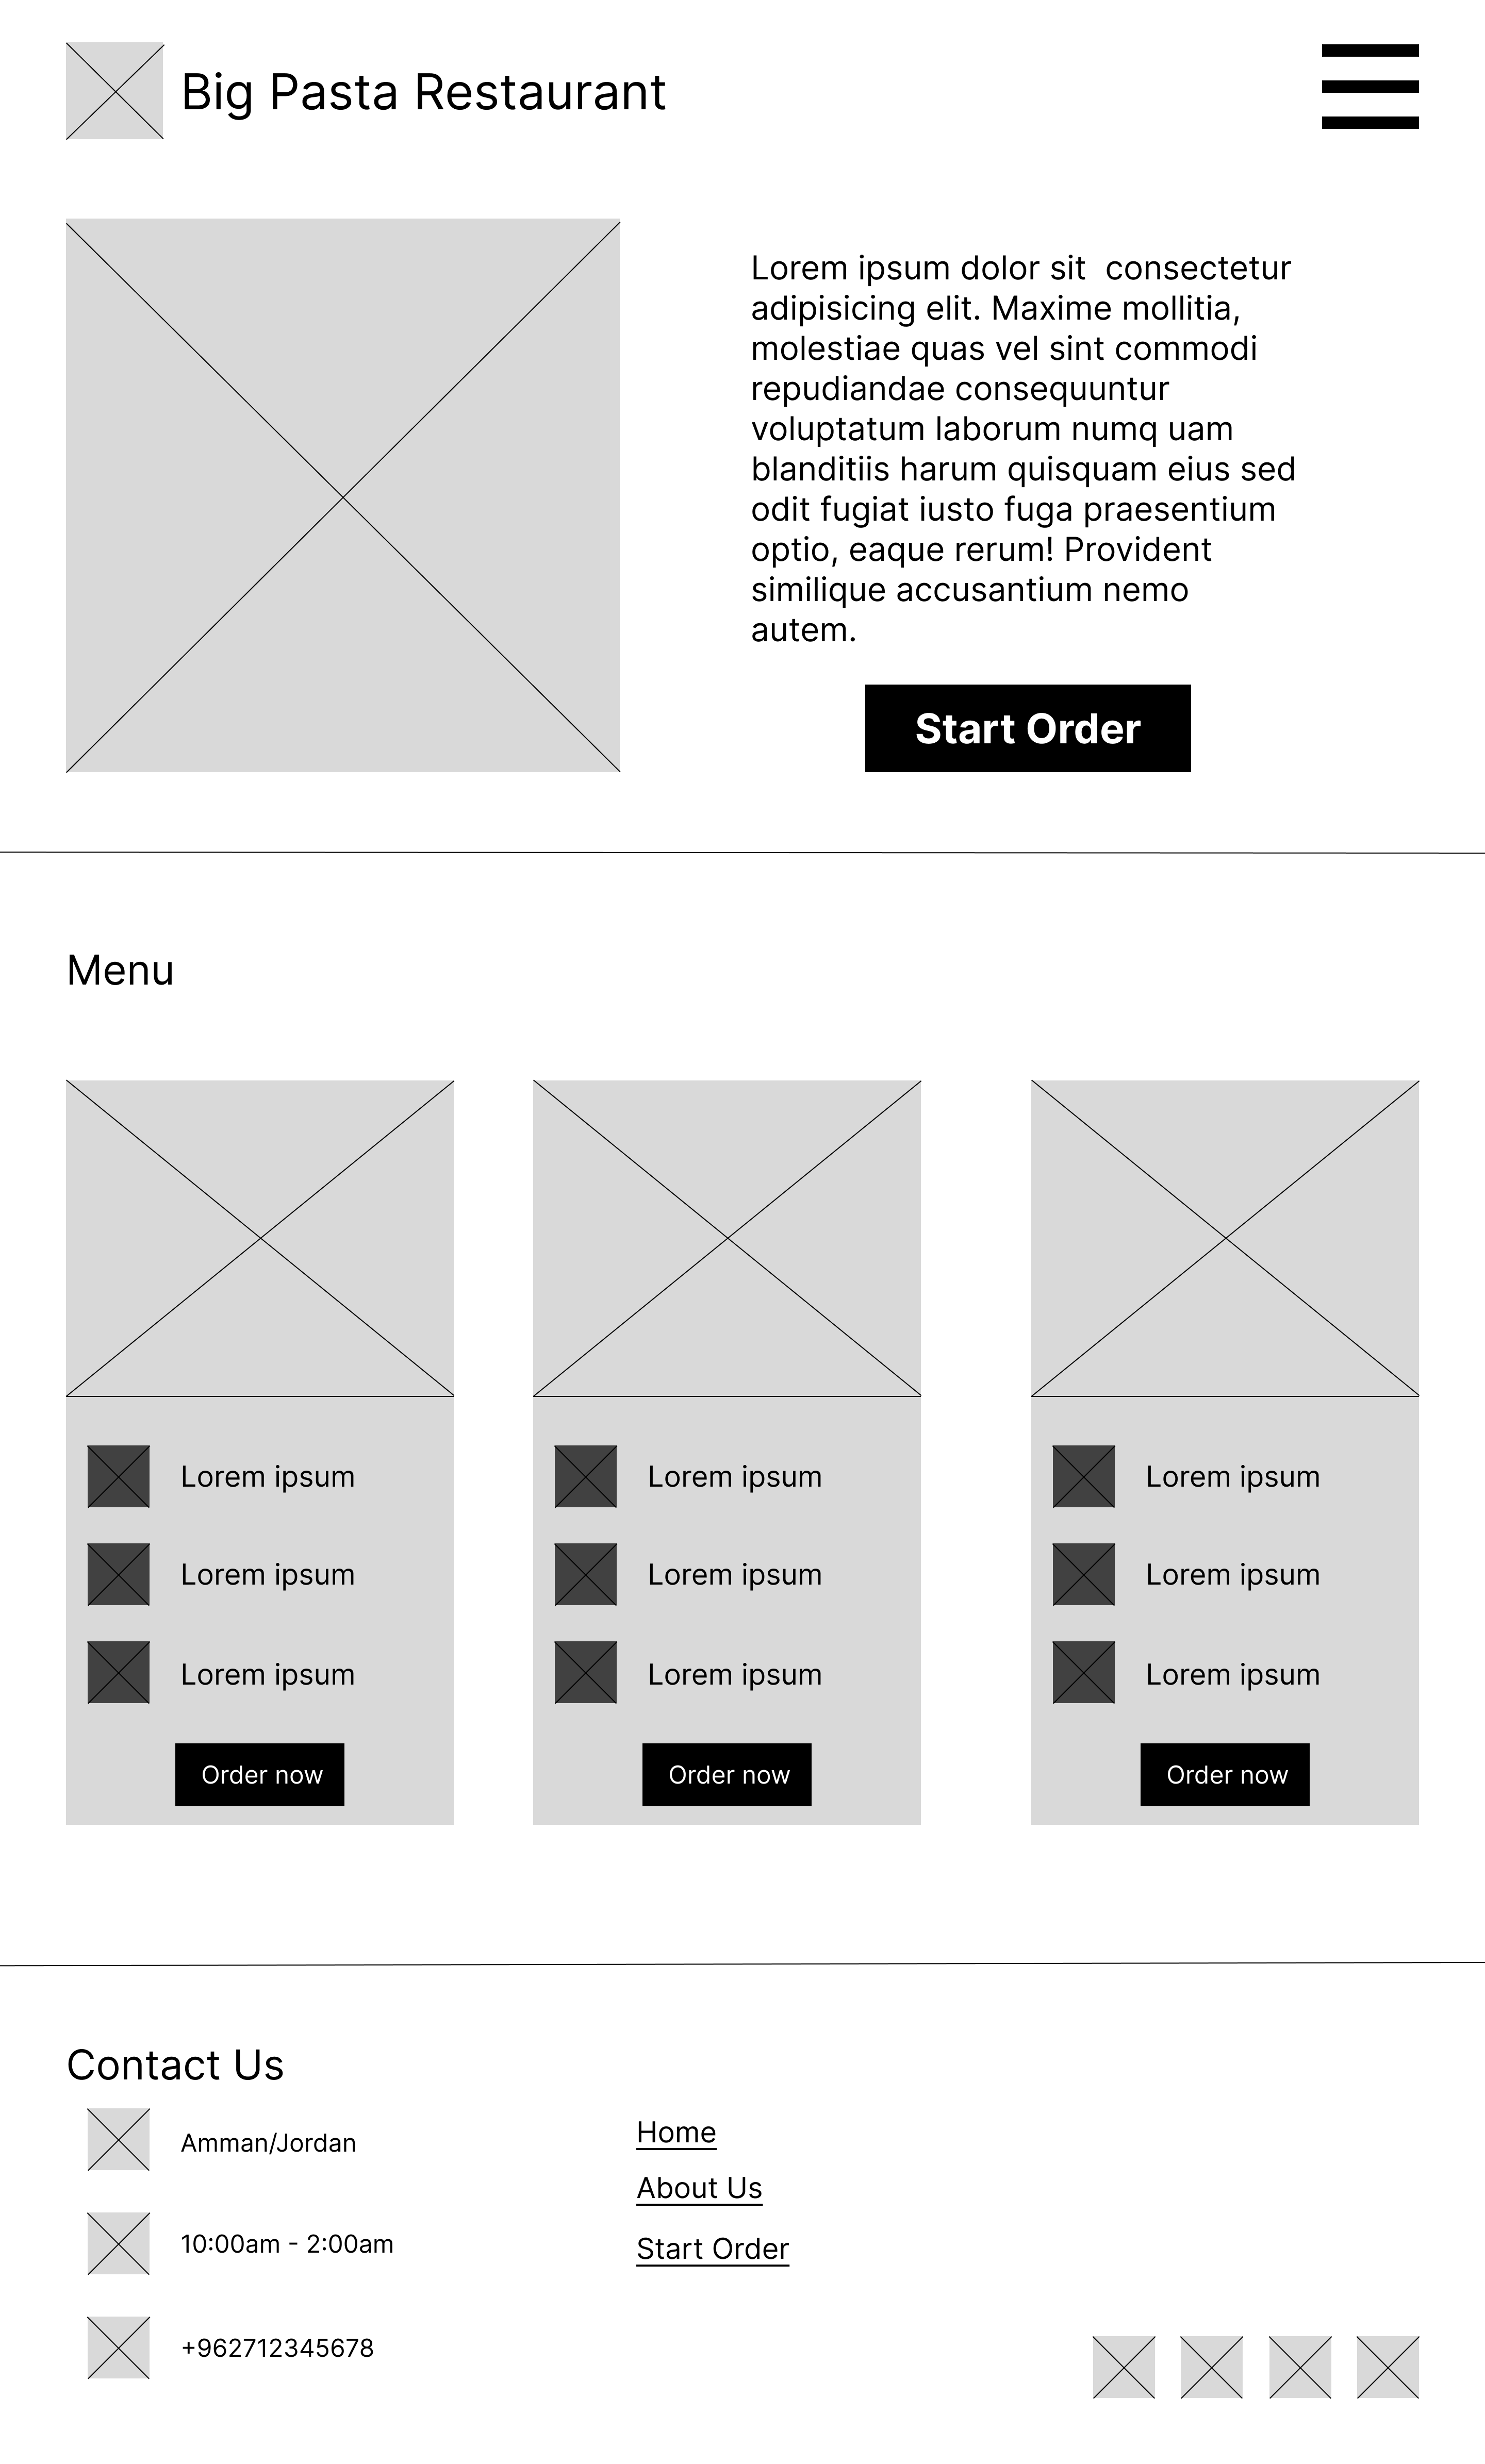 Big Pasta Restaurant
Lorem ipsum dolor sit  consectetur
adipisicing elit. Maxime mollitia,
molestiae quas vel sint commodi
repudiandae consequuntur
voluptatum laborum numq uam
blanditiis harum quisquam eius sed
odit fugiat iusto fuga praesentium
optio, eaque rerum! Provident
similique accusantium nemo
autem.
Start Order
Menu
Lorem ipsum
Lorem ipsum
Lorem ipsum
Order now
Lorem ipsum
Lorem ipsum
Lorem ipsum
Order now
Lorem ipsum
Lorem ipsum
Lorem ipsum
Order now
Contact Us
Amman/Jordan
10:00am - 2:00am
+962712345678
Home
About Us
Start Order